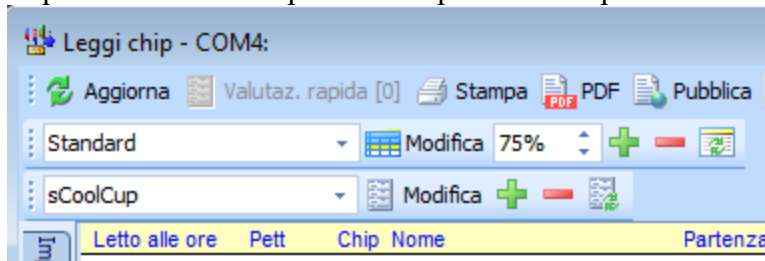 Leggi chip - COM4:
Aggiorna Valutaz. rapida [0] Stampa PDF Pubblica
Standard Modifica 75%
sCoolCup Modifica
Letto alle ore Pett Chip Nome Partenza